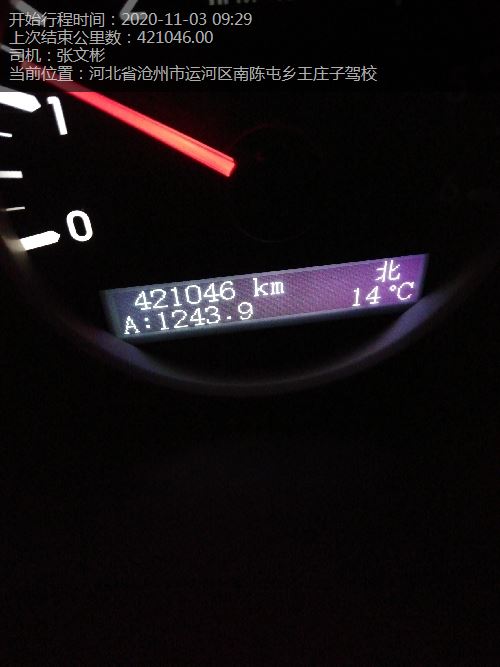 开始行程时间：2020-11-03 09:29
上次结束公里数：421046.00
司机：张文彬
当前位置：河北省沧州市运河区南陈屯乡王庄子驾校
1
0
北
421046 km
14 °C
A:1243.9